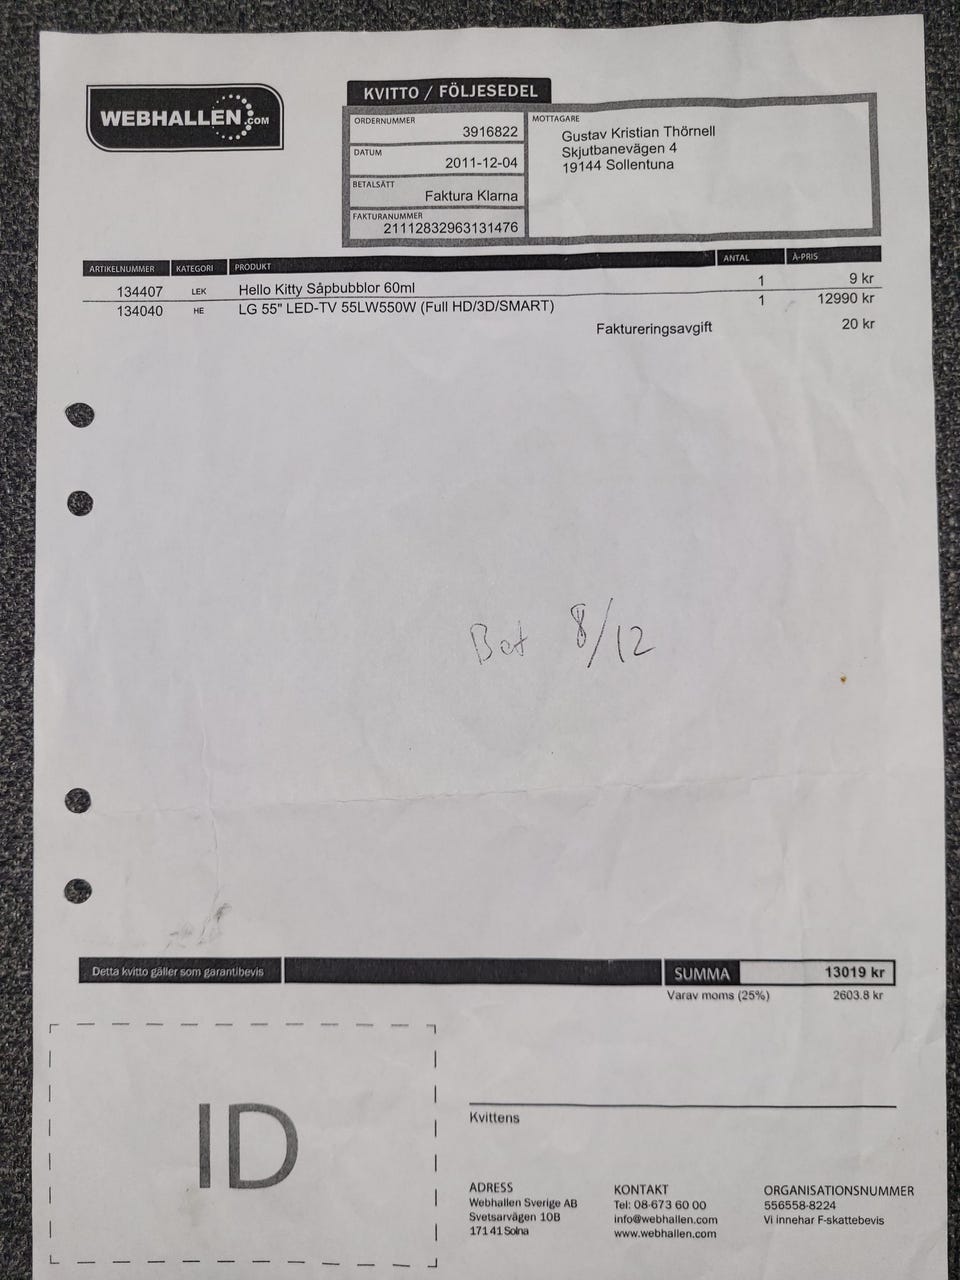 WEBHALLEN.COM
KVITTO / FÖLJESEDEL
ORDERNUMMER
3916822
DATUM
2011-12-04
BETALSÄTT
Faktura Klarna
FAKTURANUMMER
21112832963131476
MOTTAGARE
Gustav Kristian Thörnell
Skjutbanevägen 4
19144 Sollentuna
ARTIKELNUMMER KATEGORI PRODUKT ANTAL À-PRIS
134407 LEK Hello Kitty Såpbubblor 60ml 1 9 kr
134040 HE LG 55" LED-TV 55LW550W (Full HD/3D/SMART) 1 12990 kr
Faktureringsavgift 20 kr
Bet 8/12
Detta kvitto gäller som garantibevis SUMMA 13019 kr
Varav moms (25%) 2603.8 kr
ID
Kvittens
ADRESS
Webhallen Sverige AB
Svetsarvägen 10B
171 41 Solna
KONTAKT
Tel: 08-673 60 00
info@webhallen.com
www.webhallen.com
ORGANISATIONSNUMMER
556558-8224
Vi innehar F-skattebevis